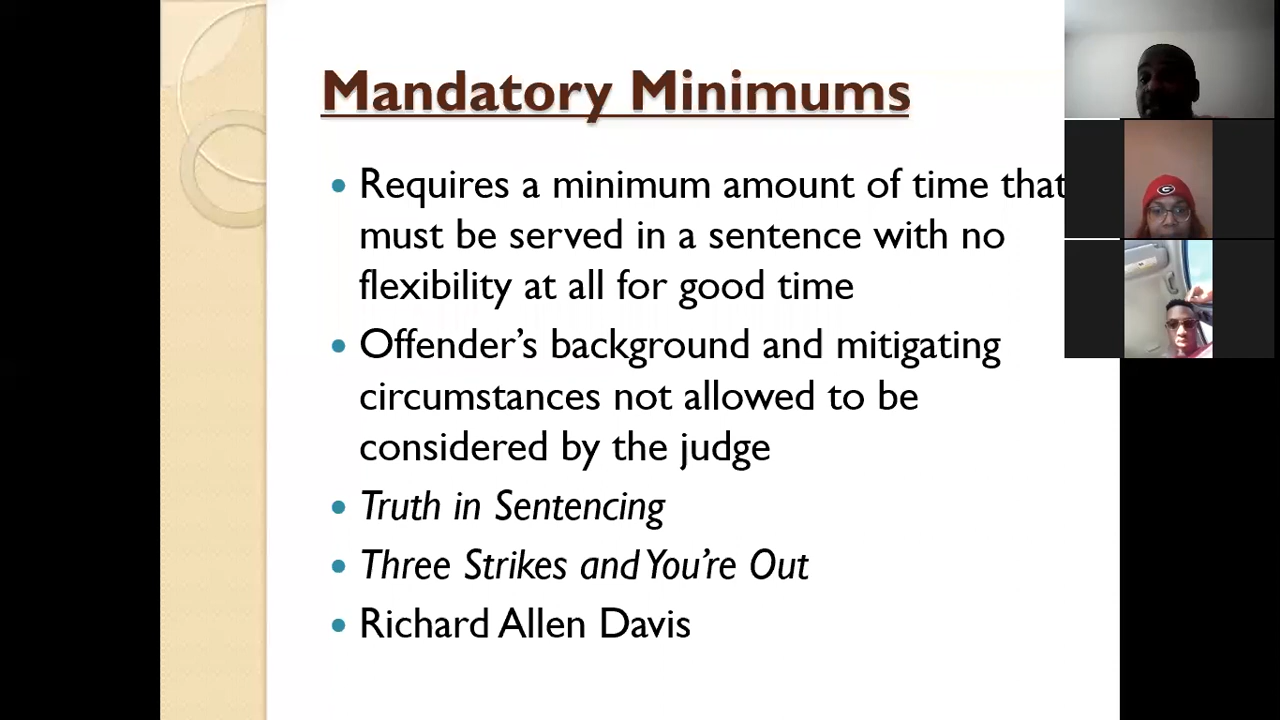 Mandatory Minimums
• Requires a minimum amount of time that
must be served in a sentence with no
flexibility at all for good time
• Offender’s background and mitigating
circumstances not allowed to be
considered by the judge
• Truth in Sentencing
• Three Strikes and You’re Out
• Richard Allen Davis
G